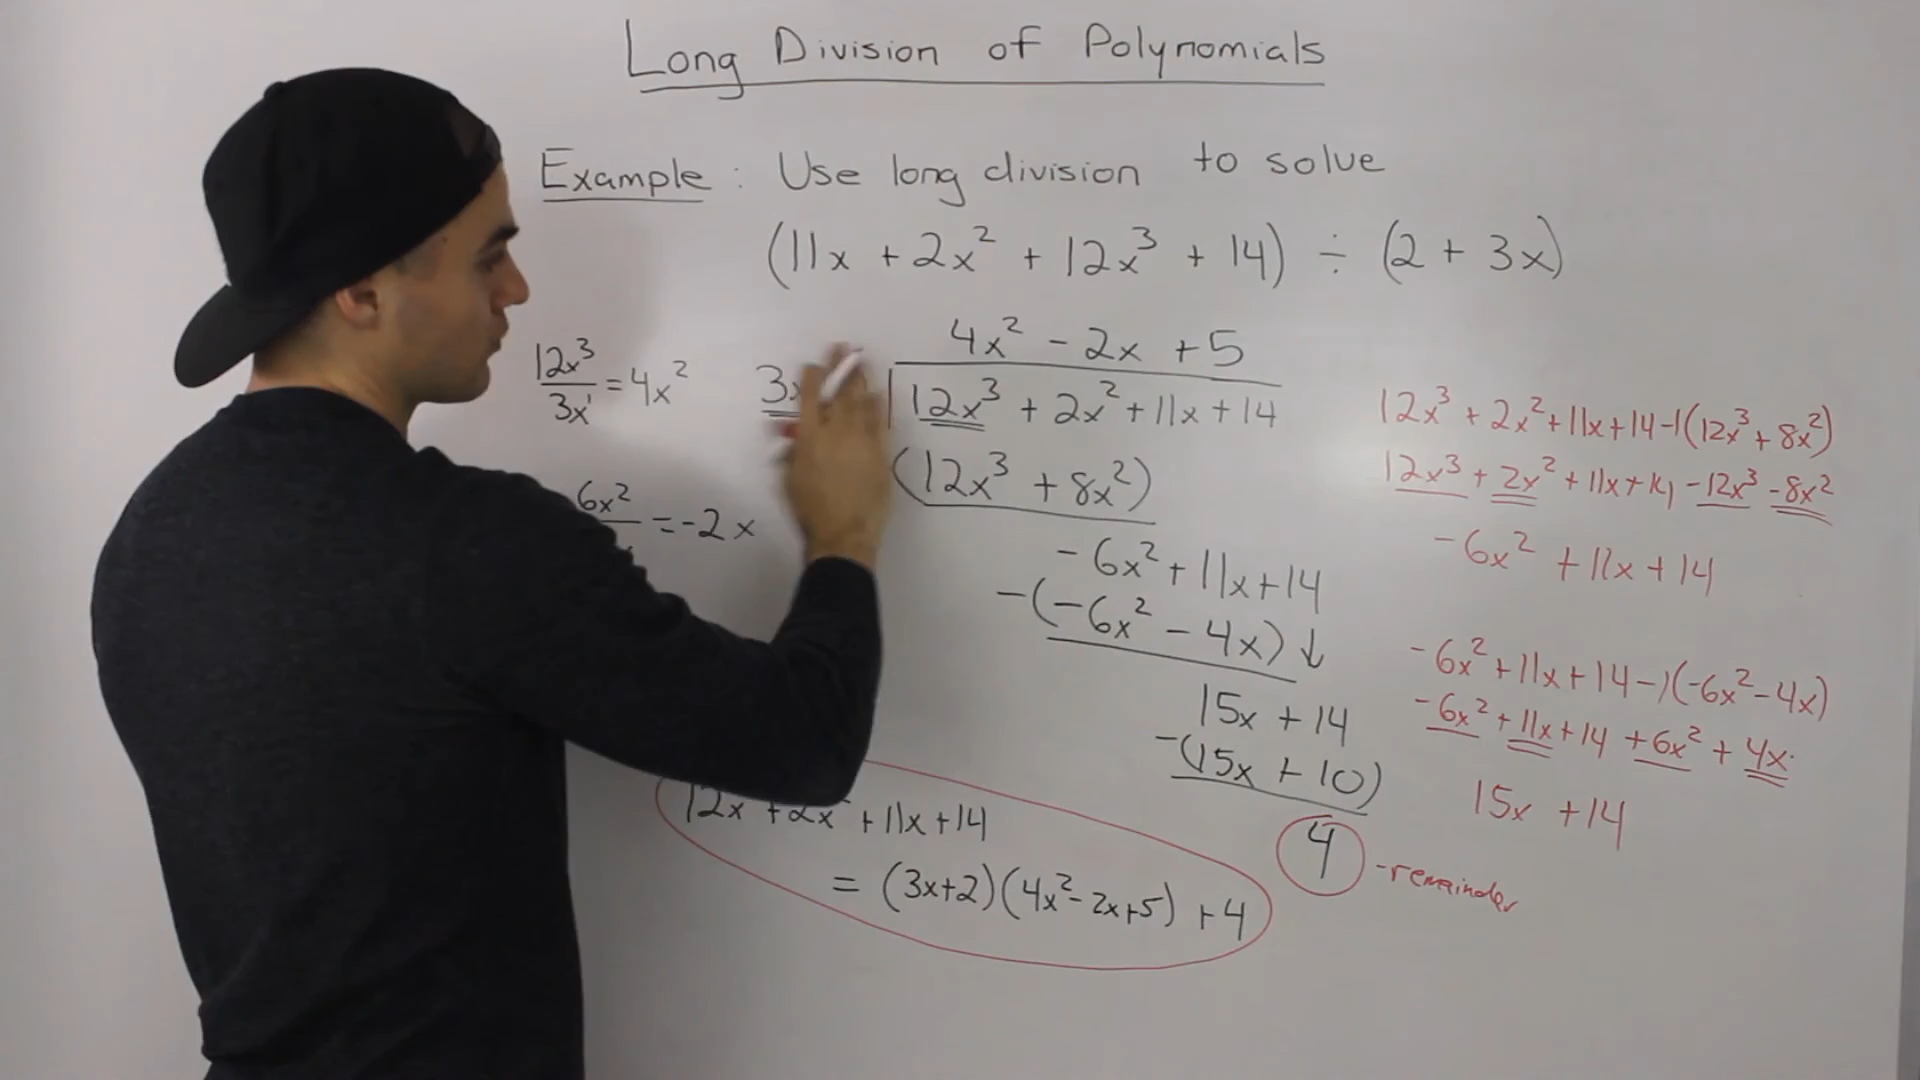 Long Division of Polynomials
Example : Use long division to solve
(11x + 2x² + 12x³ + 14) ÷ (2 + 3x)
4x² - 2x + 5
12x³/3x¹ = 4x²
3x
12x³ + 2x² + 11x + 14
(12x³ + 8x²)
6x²
= -2x
-6x² + 11x + 14
-(-6x² - 4x) ↓
15x + 14
-(15x + 10)
4 - remainder
12x + 2x + 11x + 14
= (3x+2)(4x² - 2x + 5) + 4
12x³ + 2x² + 11x + 14 - 1(12x³ + 8x²)
12x³ + 2x² + 11x + 14 - 12x³ - 8x²
-6x² + 11x + 14
-6x² + 11x + 14 - 1(-6x² - 4x)
-6x² + 11x + 14 + 6x² + 4x
15x + 14